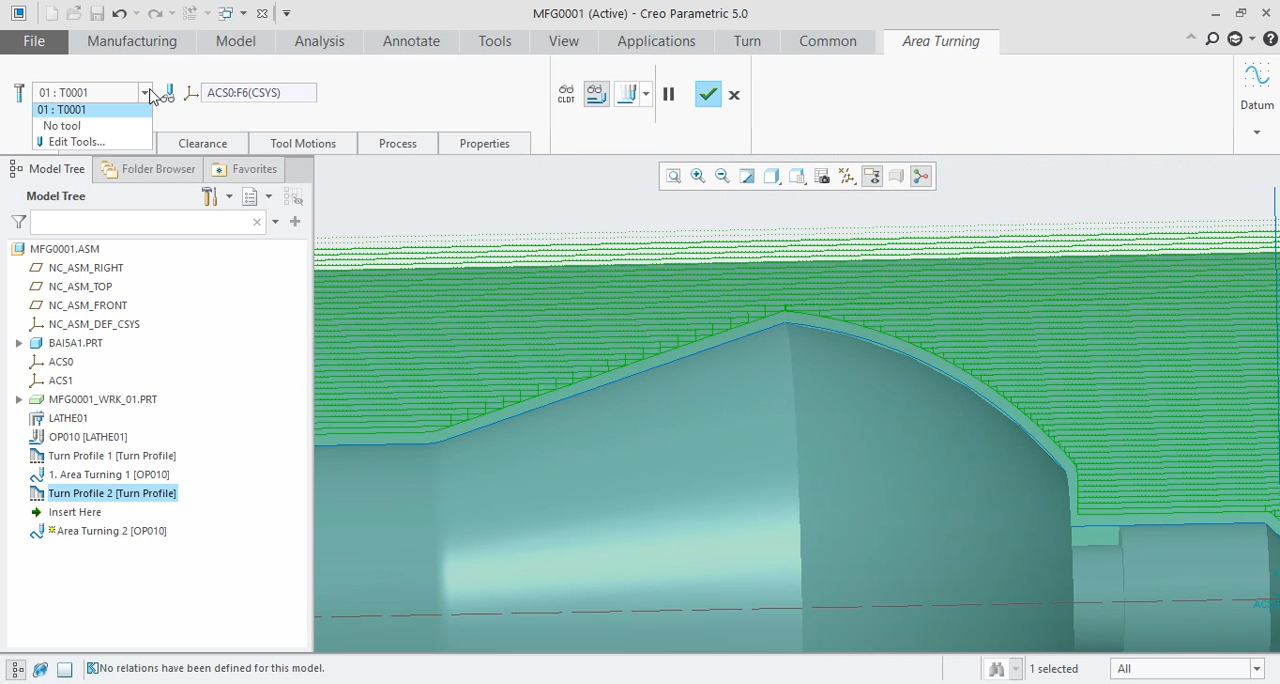 MFG0001 (Active) - Creo Parametric 5.0
File Manufacturing Model Analysis Annotate Tools View Applications Turn Common Area Turning
01 : T0001 ACS0:F6(CSYS)
CL DT
Datum
01 : T0001
No tool
Edit Tools...
Clearance Tool Motions Process Properties
Model Tree Folder Browser Favorites
Model Tree
MFG0001.ASM
NC_ASM_RIGHT
NC_ASM_TOP
NC_ASM_FRONT
NC_ASM_DEF_CSYS
BAI5A1.PRT
ACS0
ACS1
MFG0001_WRK_01.PRT
LATHE01
OP010 [LATHE01]
Turn Profile 1 [Turn Profile]
1. Area Turning 1 [OP010]
Turn Profile 2 [Turn Profile]
Insert Here
Area Turning 2 [OP010]
No relations have been defined for this model. 1 selected All